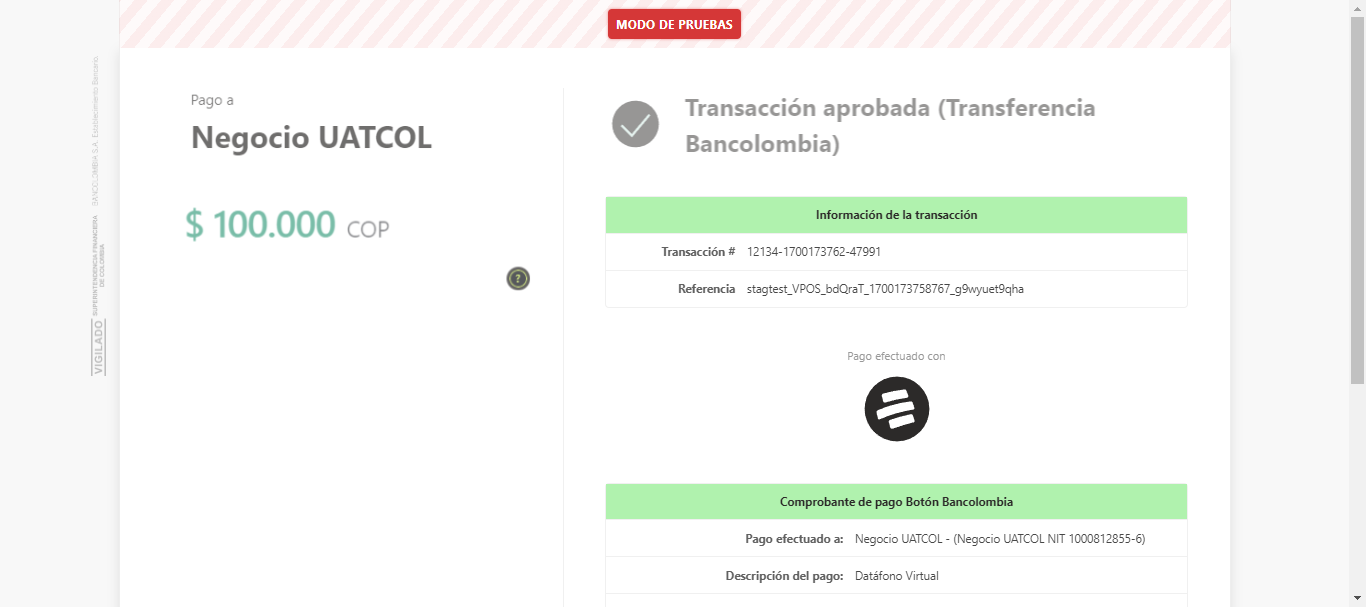 MODO DE PRUEBAS
Pago a
Negocio UATCOL
$ 100.000 COP
?
VIGILADO SUPERINTENDENCIA FINANCIERA
DE COLOMBIA
BANCOLOMBIA S.A. Establecimiento Bancario.
Transacción aprobada (Transferencia
Bancolombia)
Información de la transacción
Transacción # 12134-1700173762-47991
Referencia stagtest_VPOS_bdQraT_1700173758767_g9wyuet9qha
Pago efectuado con
Comprobante de pago Botón Bancolombia
Pago efectuado a: Negocio UATCOL - (Negocio UATCOL NIT 1000812855-6)
Descripción del pago: Datáfono Virtual